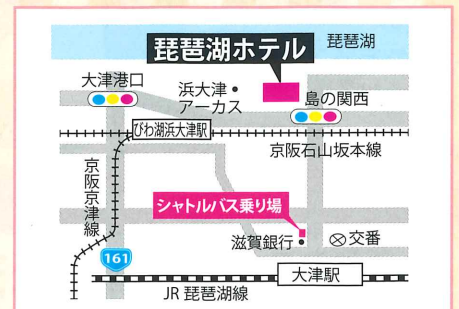 琵琶湖ホテル
琵琶湖
大津港口
浜大津
アーカス
島の関西
びわ湖浜大津駅
京阪石山坂本線
京阪京津線
シャトルバス乗り場
滋賀銀行
交番
161
大津駅
JR 琵琶湖線